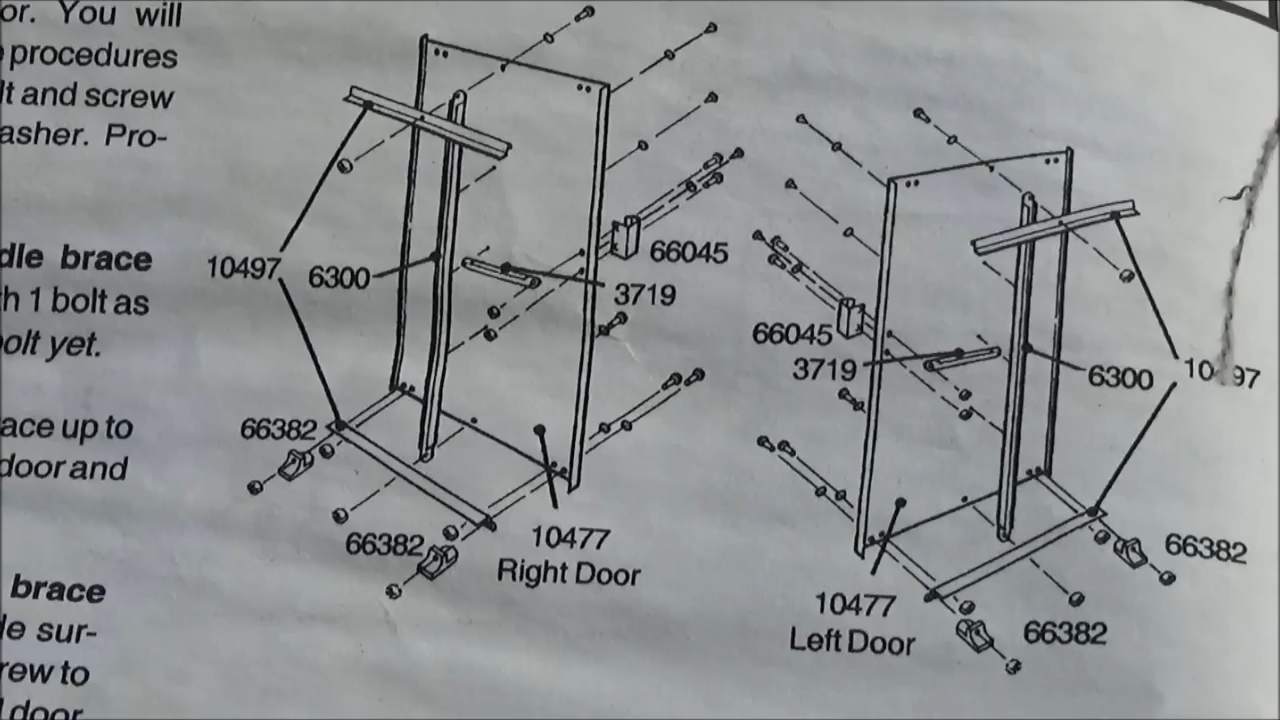 or. You will
procedures
lt and screw
asher. Pro-
dle brace
h 1 bolt as
olt yet.
ace up to
door and
brace
le sur-
rew to
door
10497
6300
66045
3719
66382
66382
10477
Right Door
66045
3719
6300
10497
66382
66382
10477
Left Door